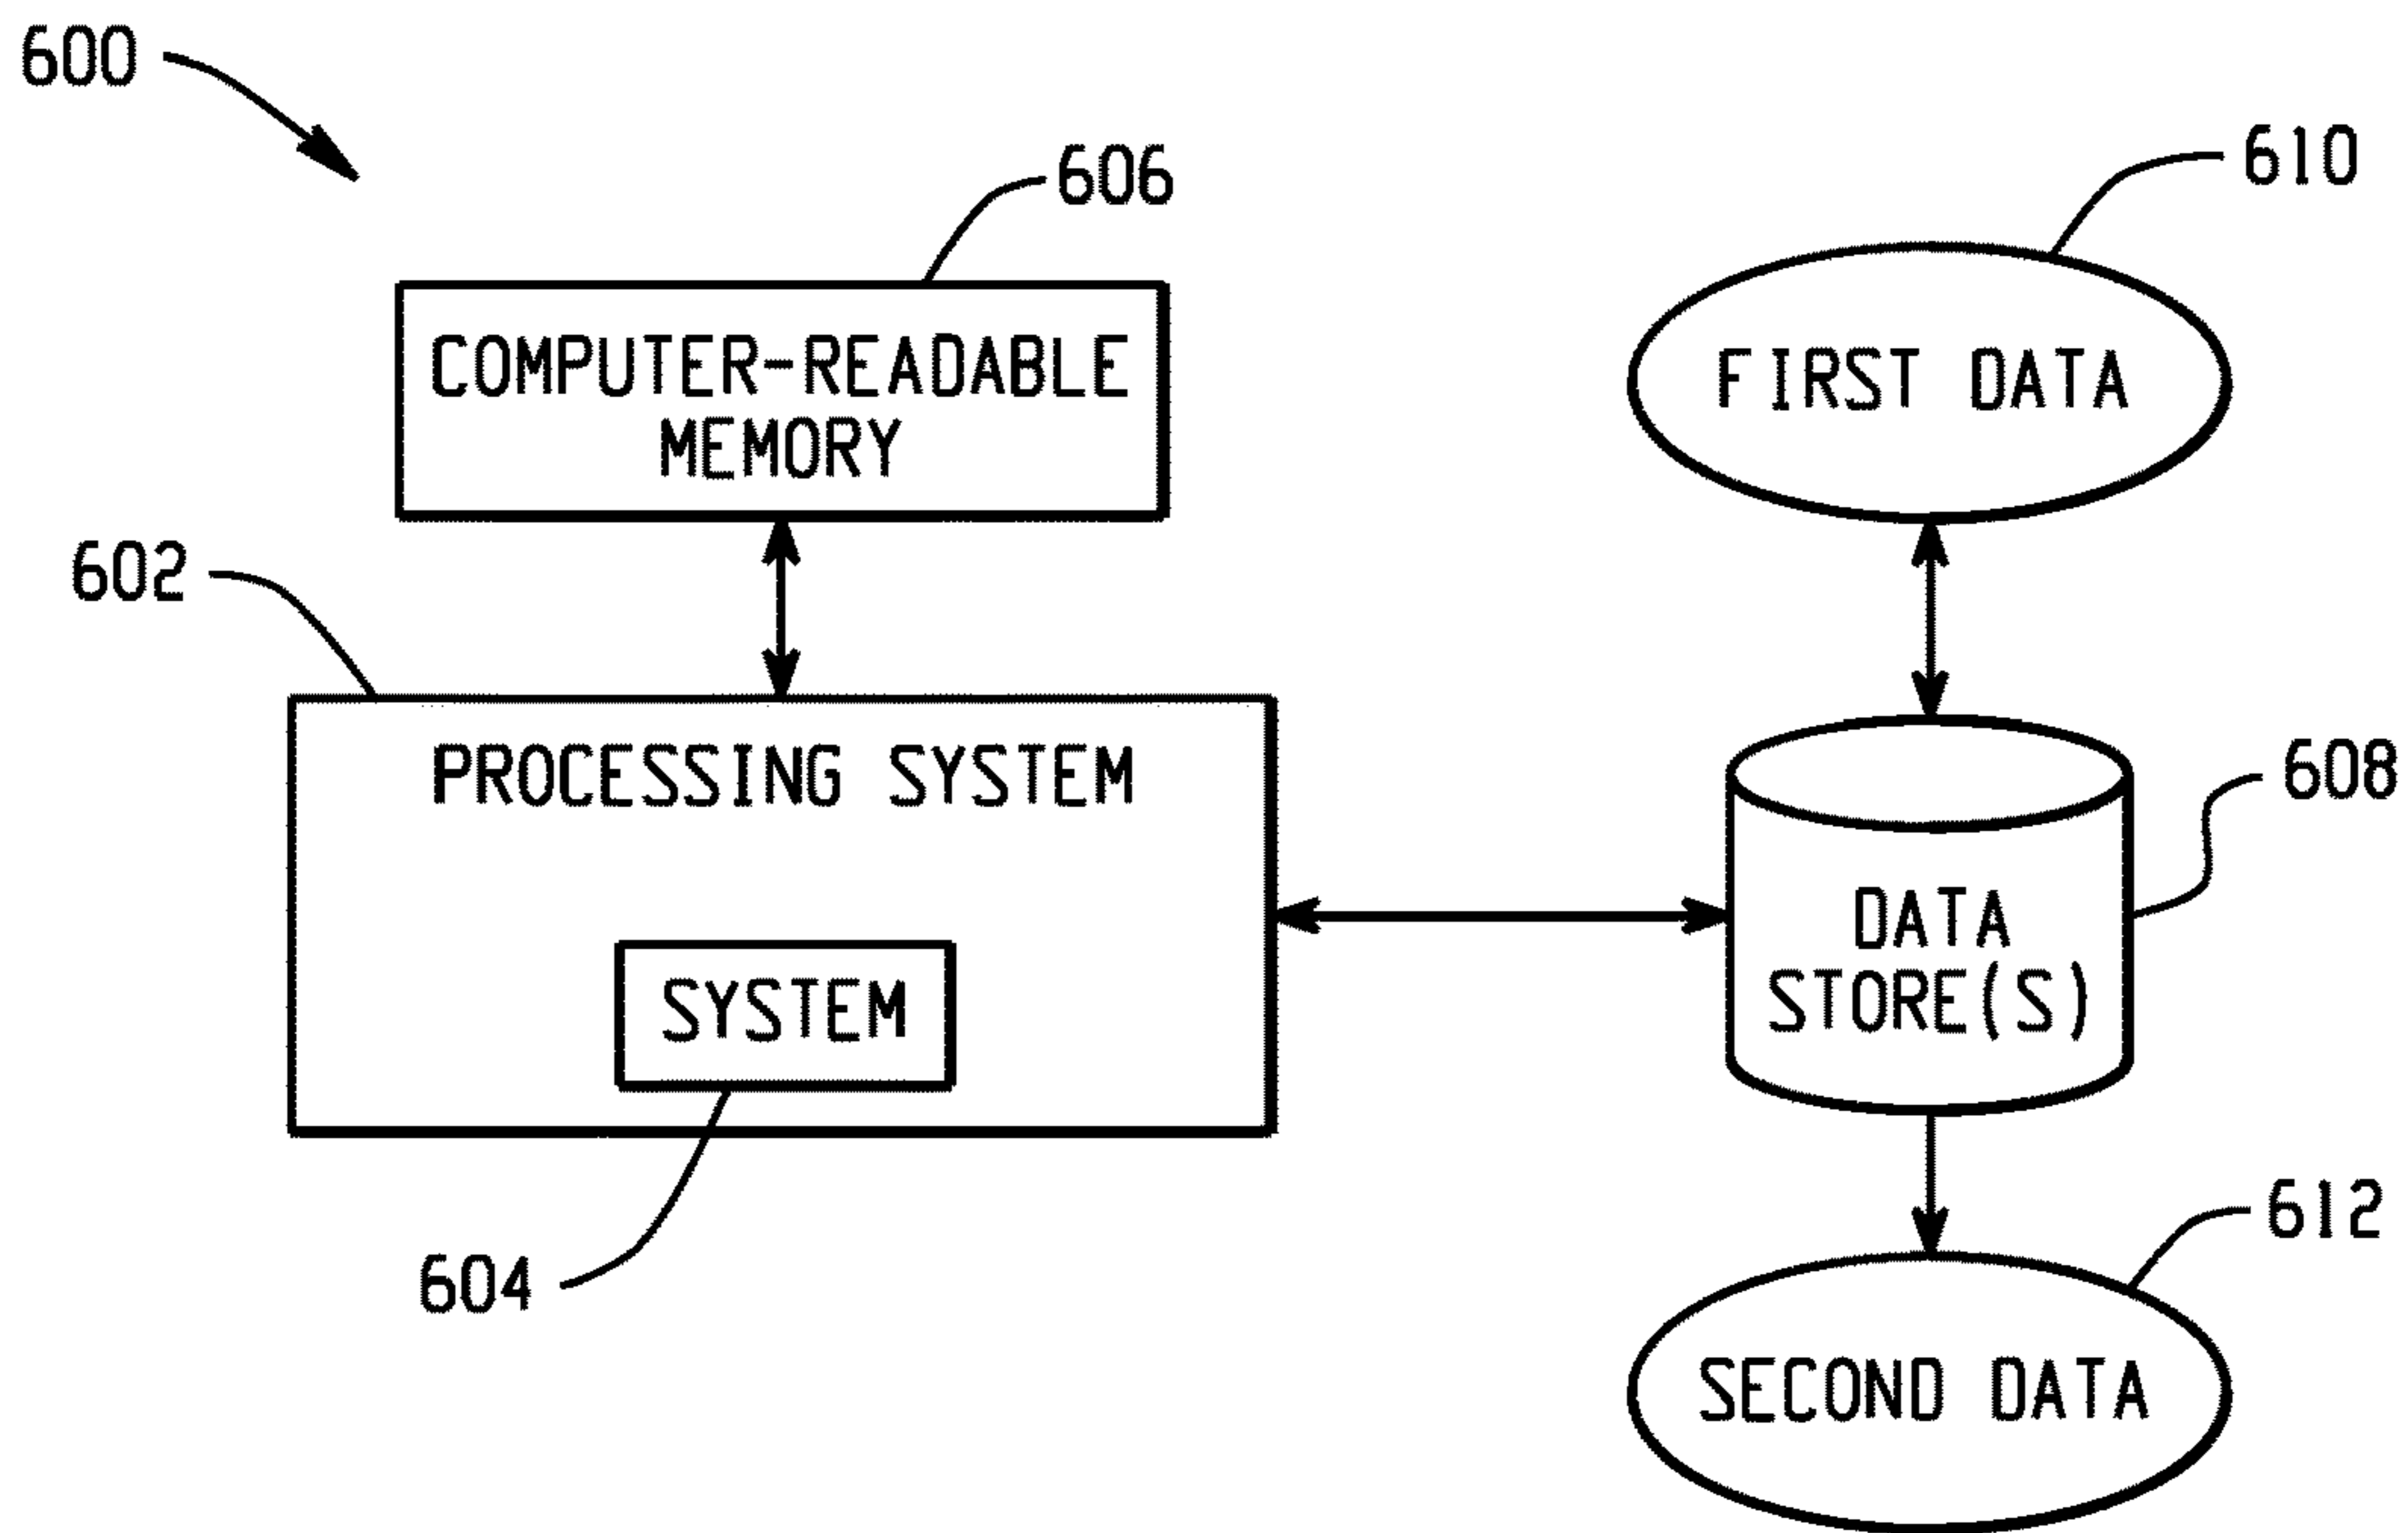 600
606
610
COMPUTER-READABLE
MEMORY
FIRST DATA
602
PROCESSING SYSTEM
608
DATA
STORE(S)
SYSTEM
604
612
SECOND DATA